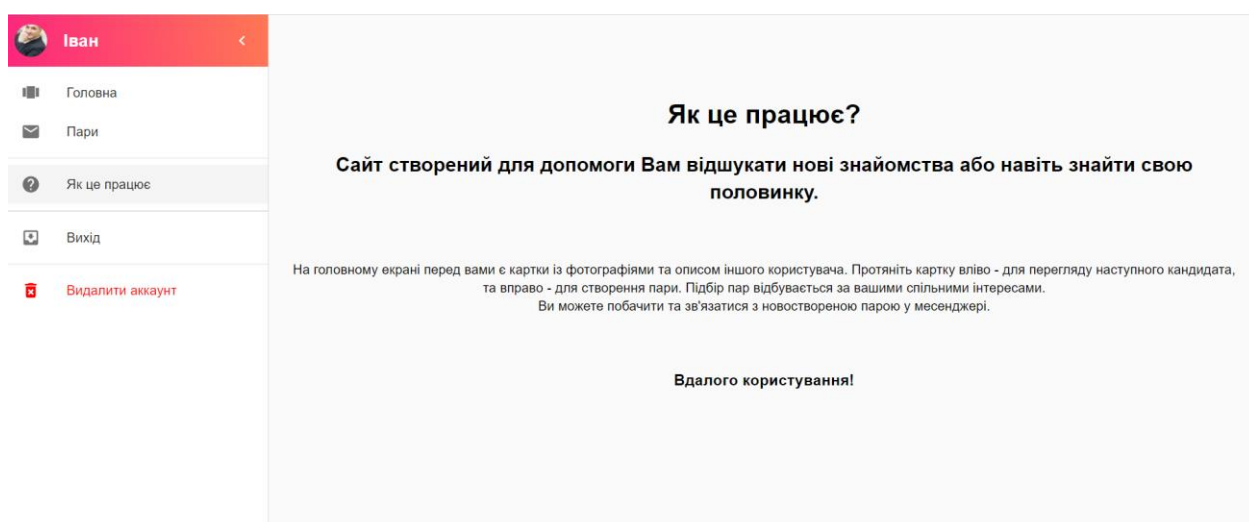 Іван
Головна
Пари
Як це працює
Вихід
Видалити аккаунт
Як це працює?
Сайт створений для допомоги Вам відшукати нові знайомства або навіть знайти свою
половинку.
На головному екрані перед вами є картки із фотографіями та описом іншого користувача. Протяніть картку вліво - для перегляду наступного кандидата,
та вправо - для створення пари. Підбір пар відбувається за вашими спільними інтересами.
Ви можете побачити та зв'язатися з новоствореною парою у месенджері.
Вдалого користування!